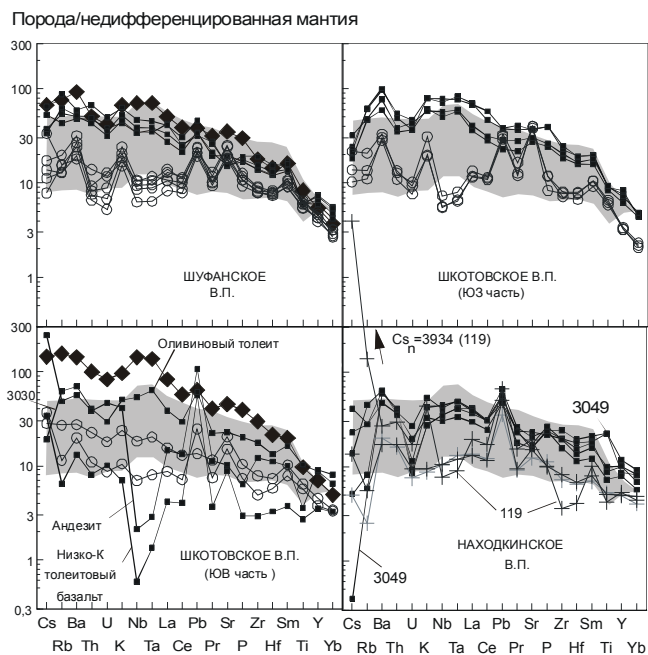 Порода/недифференцированная мантия
300
100
30
10
3
1
ШУФАНСКОЕ
В.П.
ШКОТОВСКОЕ В.П.
(ЮЗ часть)
300
100
3030
30
10
3
1
0,3
Оливиновый толеит
Андезит
Низко-К
толеитовый
базальт
ШКОТОВСКОЕ В.П.
(ЮВ часть )
Cs n =3934 (119)
3049
119
3049
НАХОДКИНСКОЕ
В.П.
Cs Ba U Nb La Pb Sr Zr Sm Y
Rb Th K Ta Ce Pr P Hf Ti Yb
Cs Ba U Nb La Pb Sr Zr Sm Y
Rb Th K Ta Ce Pr P Hf Ti Yb